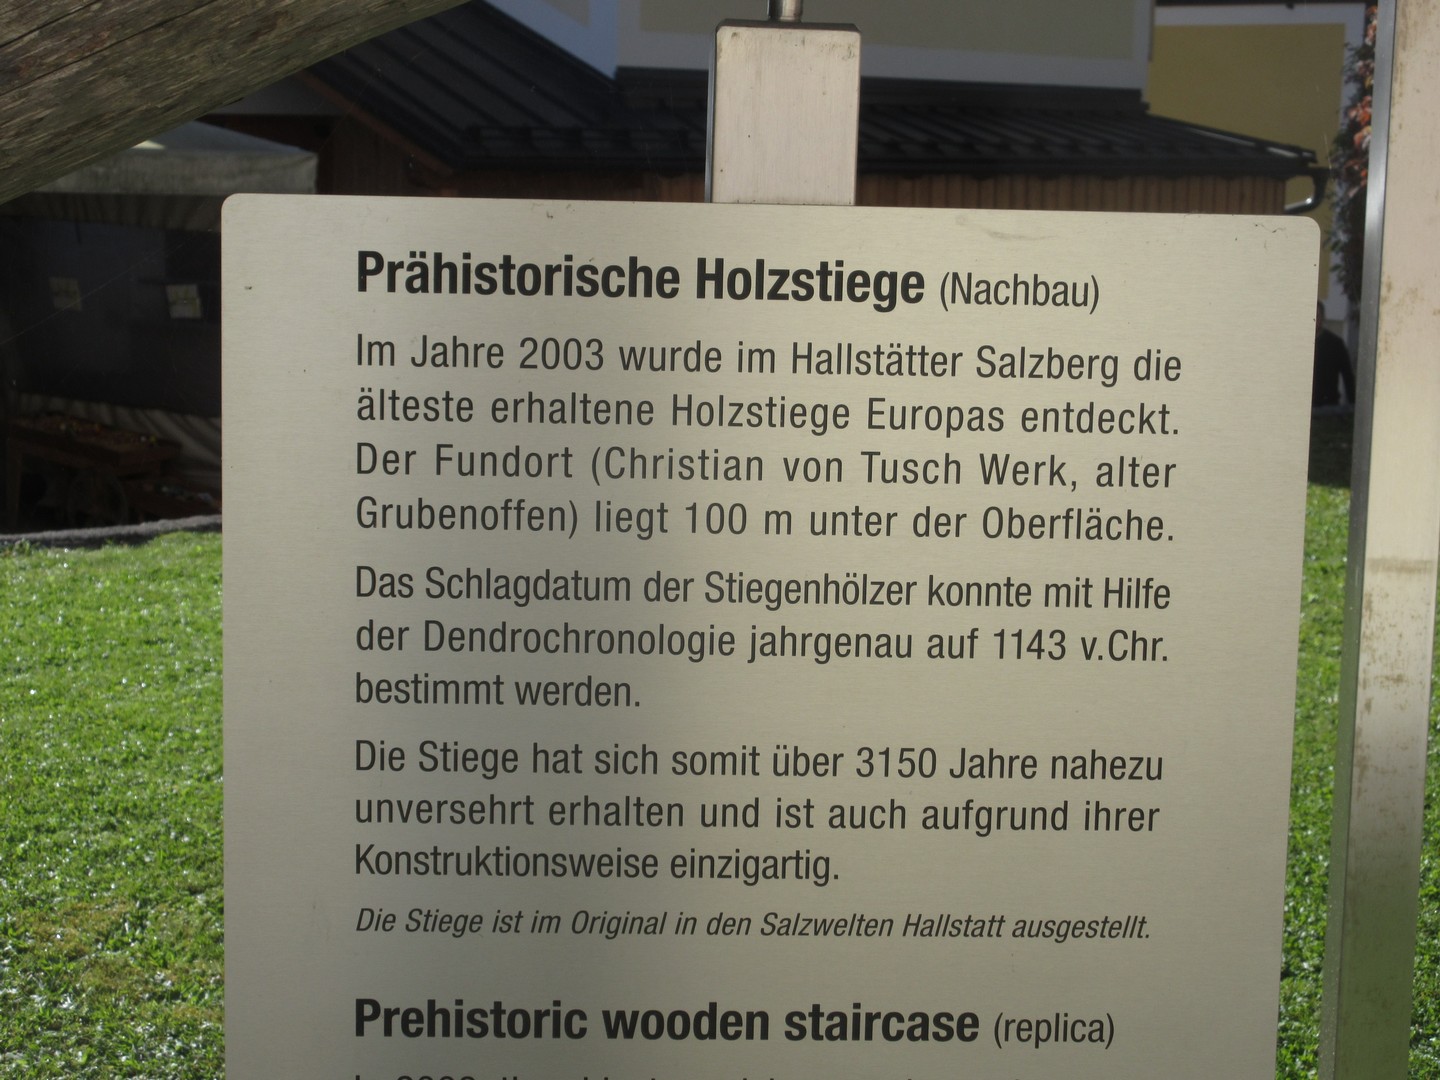 Prähistorische Holzstiege (Nachbau)
Im Jahre 2003 wurde im Hallstätter Salzberg die
älteste erhaltene Holzstiege Europas entdeckt.
Der Fundort (Christian von Tusch Werk, alter
Grubenoffen) liegt 100 m unter der Oberfläche.
Das Schlagdatum der Stiegenhölzer konnte mit Hilfe
der Dendrochronologie jahrgenau auf 1143 v.Chr.
bestimmt werden.
Die Stiege hat sich somit über 3150 Jahre nahezu
unversehrt erhalten und ist auch aufgrund ihrer
Konstruktionsweise einzigartig.
Die Stiege ist im Original in den Salzwelten Hallstatt ausgestellt.
Prehistoric wooden staircase (replica)